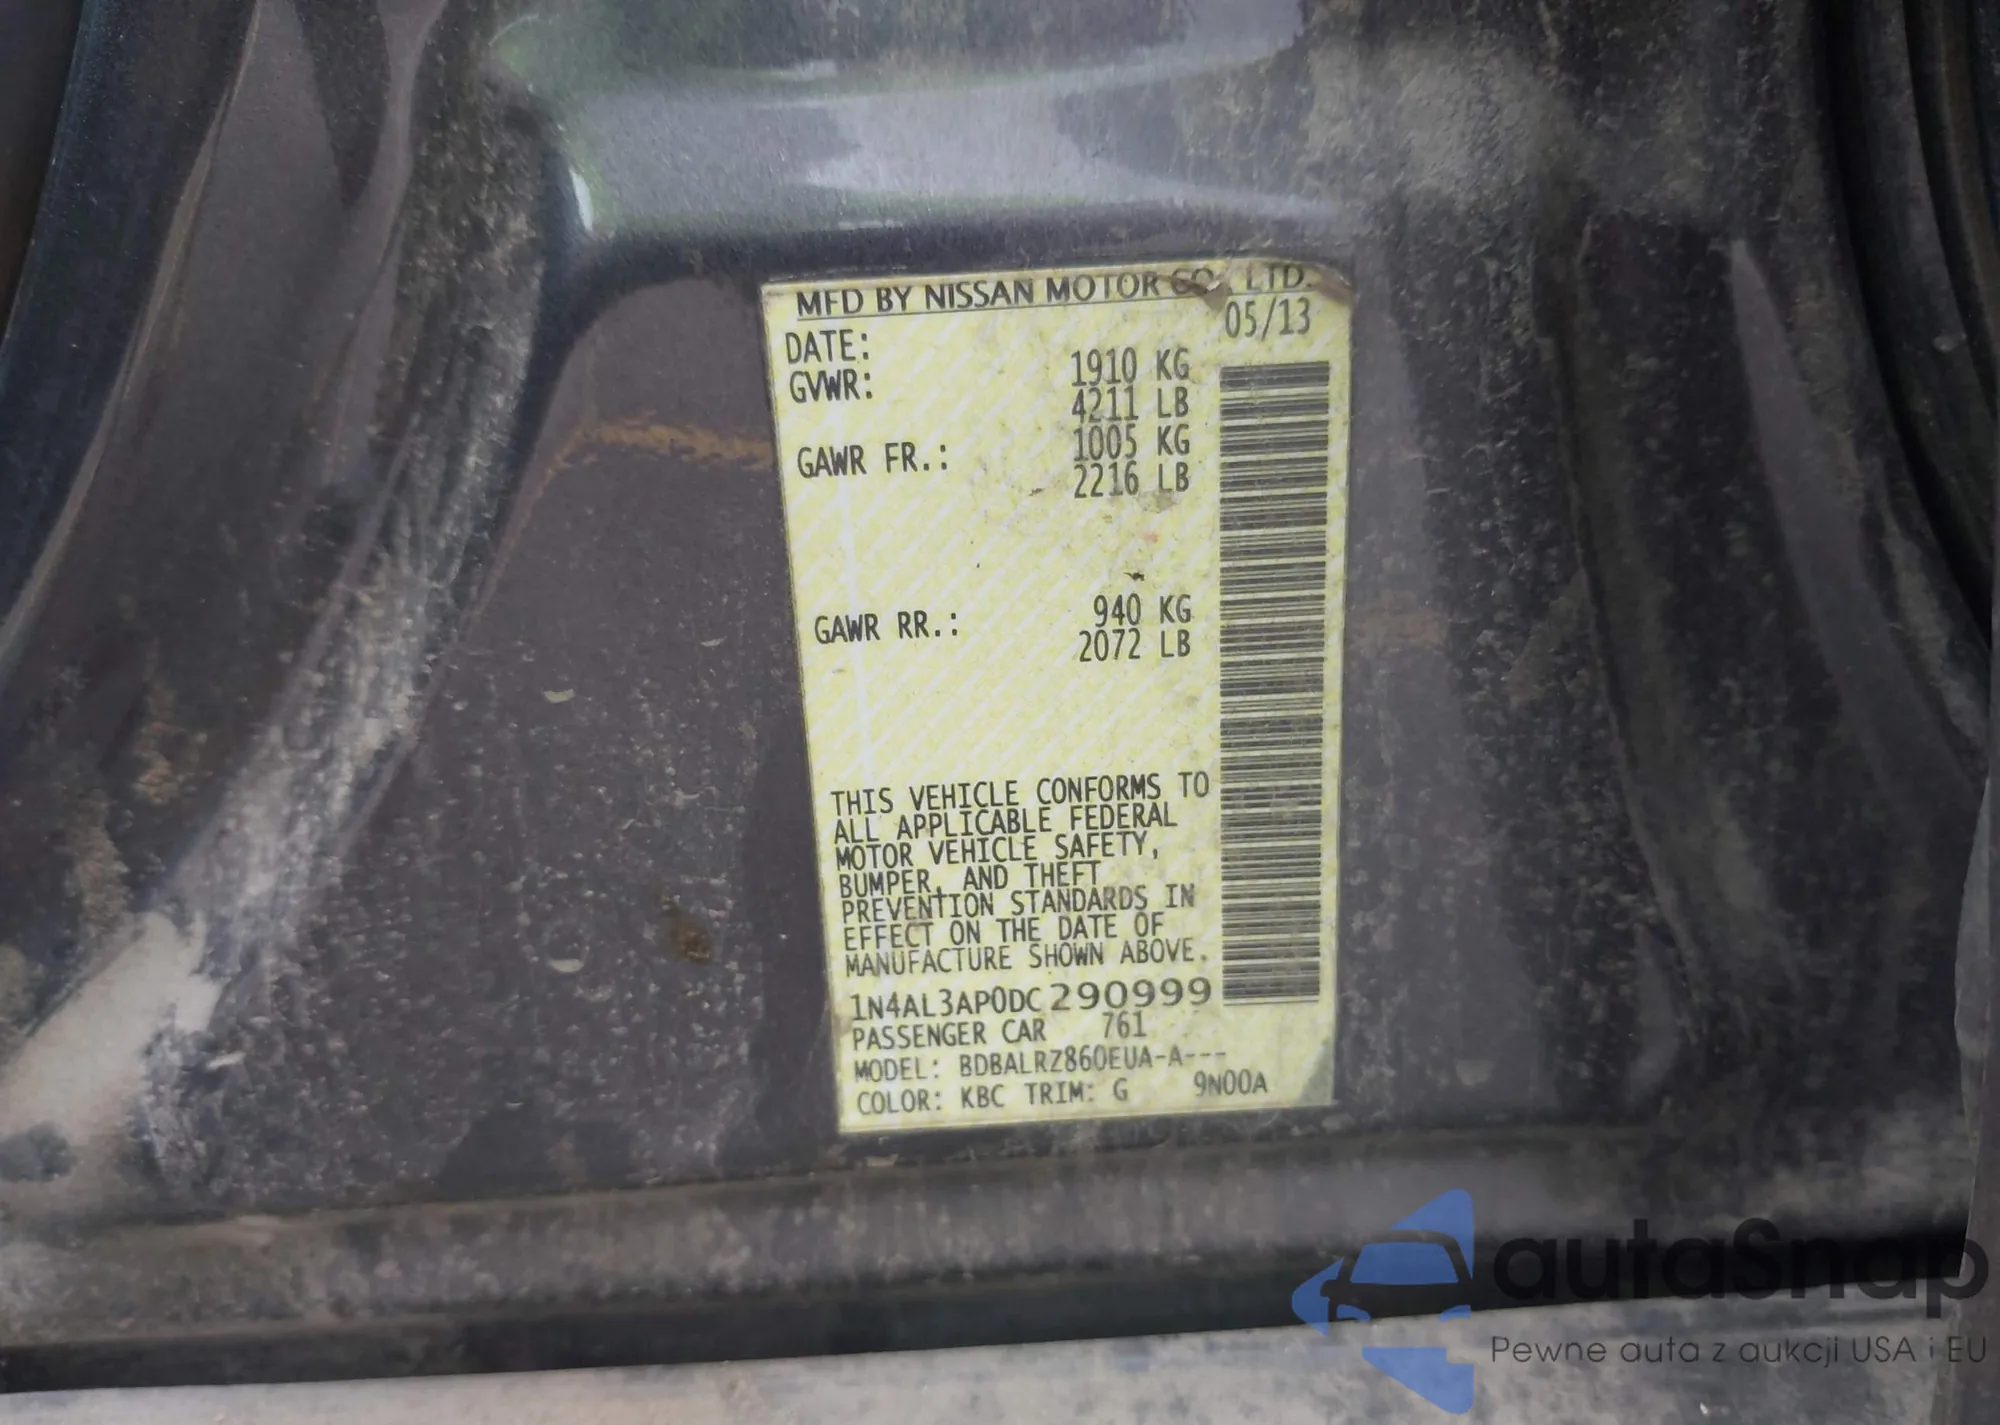 MFD BY NISSAN MOTOR CO., LTD.
DATE: 05/13
GVWR: 1910 KG
4211 LB
GAWR FR.: 1005 KG
2216 LB
GAWR RR.: 940 KG
2072 LB
THIS VEHICLE CONFORMS TO
ALL APPLICABLE FEDERAL
MOTOR VEHICLE SAFETY,
BUMPER, AND THEFT
PREVENTION STANDARDS IN
EFFECT ON THE DATE OF
MANUFACTURE SHOWN ABOVE.
1N4AL3AP0DC290999
PASSENGER CAR 761
MODEL: BDBALRZ860EUA-A---
COLOR: KBC TRIM: G 9N00A
autaSnap
Pewne auta z aukcji USA i EU